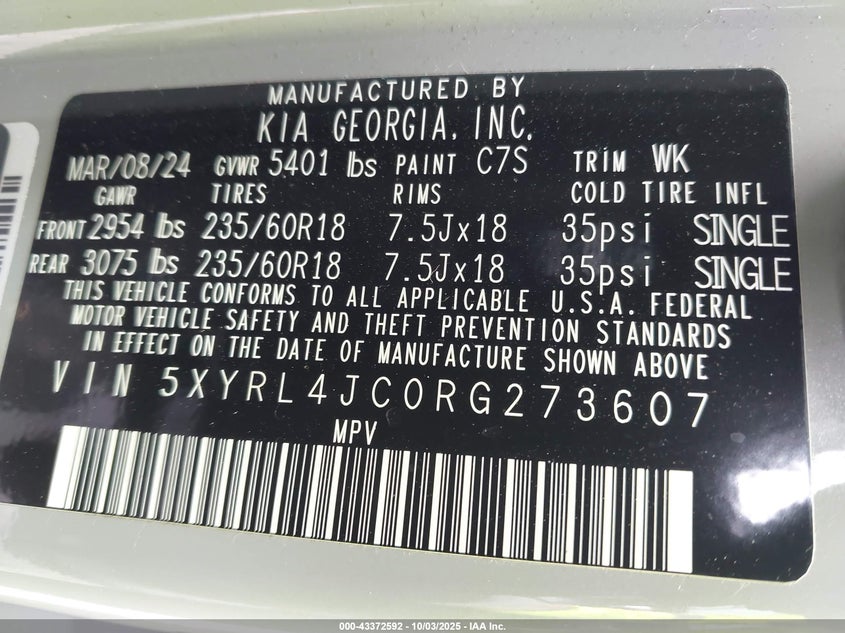 MANUFACTURED BY
KIA GEORGIA, INC.
MAR/08/24 GVWR 5401 lbs PAINT C7S TRIM WK
GAWR TIRES RIMS COLD TIRE INFL
FRONT 2954 lbs 235/60R18 7.5Jx18 35psi SINGLE
REAR 3075 lbs 235/60R18 7.5Jx18 35psi SINGLE
THIS VEHICLE CONFORMS TO ALL APPLICABLE U.S.A. FEDERAL
MOTOR VEHICLE SAFETY AND THEFT PREVENTION STANDARDS
IN EFFECT ON THE DATE OF MANUFACTURE SHOWN ABOVE
VIN 5XYRL4JC0RG273607
MPV
000-43372592 - 10/03/2025 - IAA Inc.